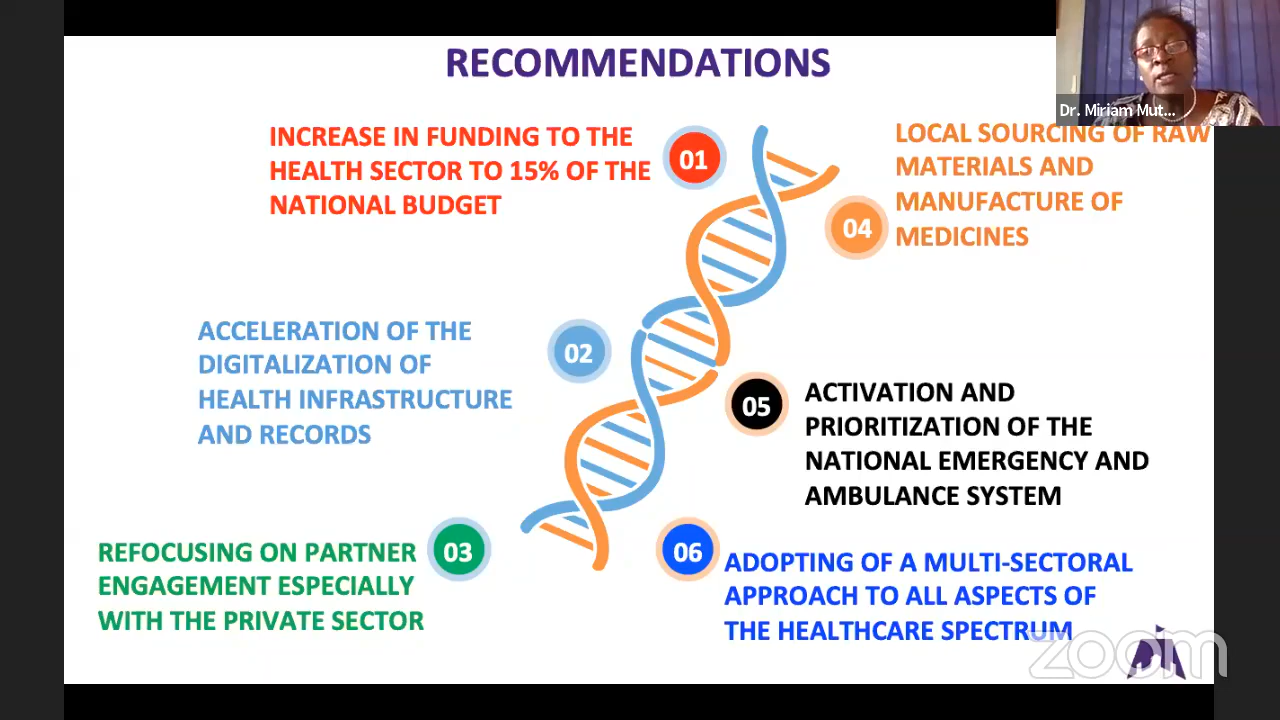 RECOMMENDATIONS
Dr. Miriam Mut...
INCREASE IN FUNDING TO THE
HEALTH SECTOR TO 15% OF THE
NATIONAL BUDGET
01
02
ACCELERATION OF THE
DIGITALIZATION OF
HEALTH INFRASTRUCTURE
AND RECORDS
03
REFOCUSING ON PARTNER
ENGAGEMENT ESPECIALLY
WITH THE PRIVATE SECTOR
04
LOCAL SOURCING OF RAW
MATERIALS AND
MANUFACTURE OF
MEDICINES
05
ACTIVATION AND
PRIORITIZATION OF THE
NATIONAL EMERGENCY AND
AMBULANCE SYSTEM
06
ADOPTING OF A MULTI-SECTORAL
APPROACH TO ALL ASPECTS OF
THE HEALTHCARE SPECTRUM
zoom